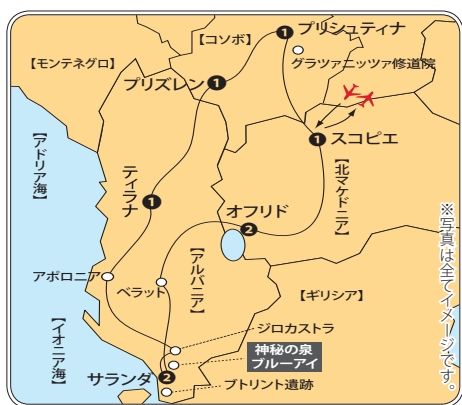 【コソボ】
❶プリシュティナ
グラツァニッツァ修道院
【モンテネグロ】
プリズレン❶
❶スコピエ
【アドリア海】
【北マケドニア】
ティラナ
❶
オフリド
❷
※写真は全てイメージです。
【アルバニア】
アポロニア
ベラット
【ギリシア】
【イオニア海】
ジロカストラ
神秘の泉
ブルーアイ
サランダ❷
ブトリント遺跡